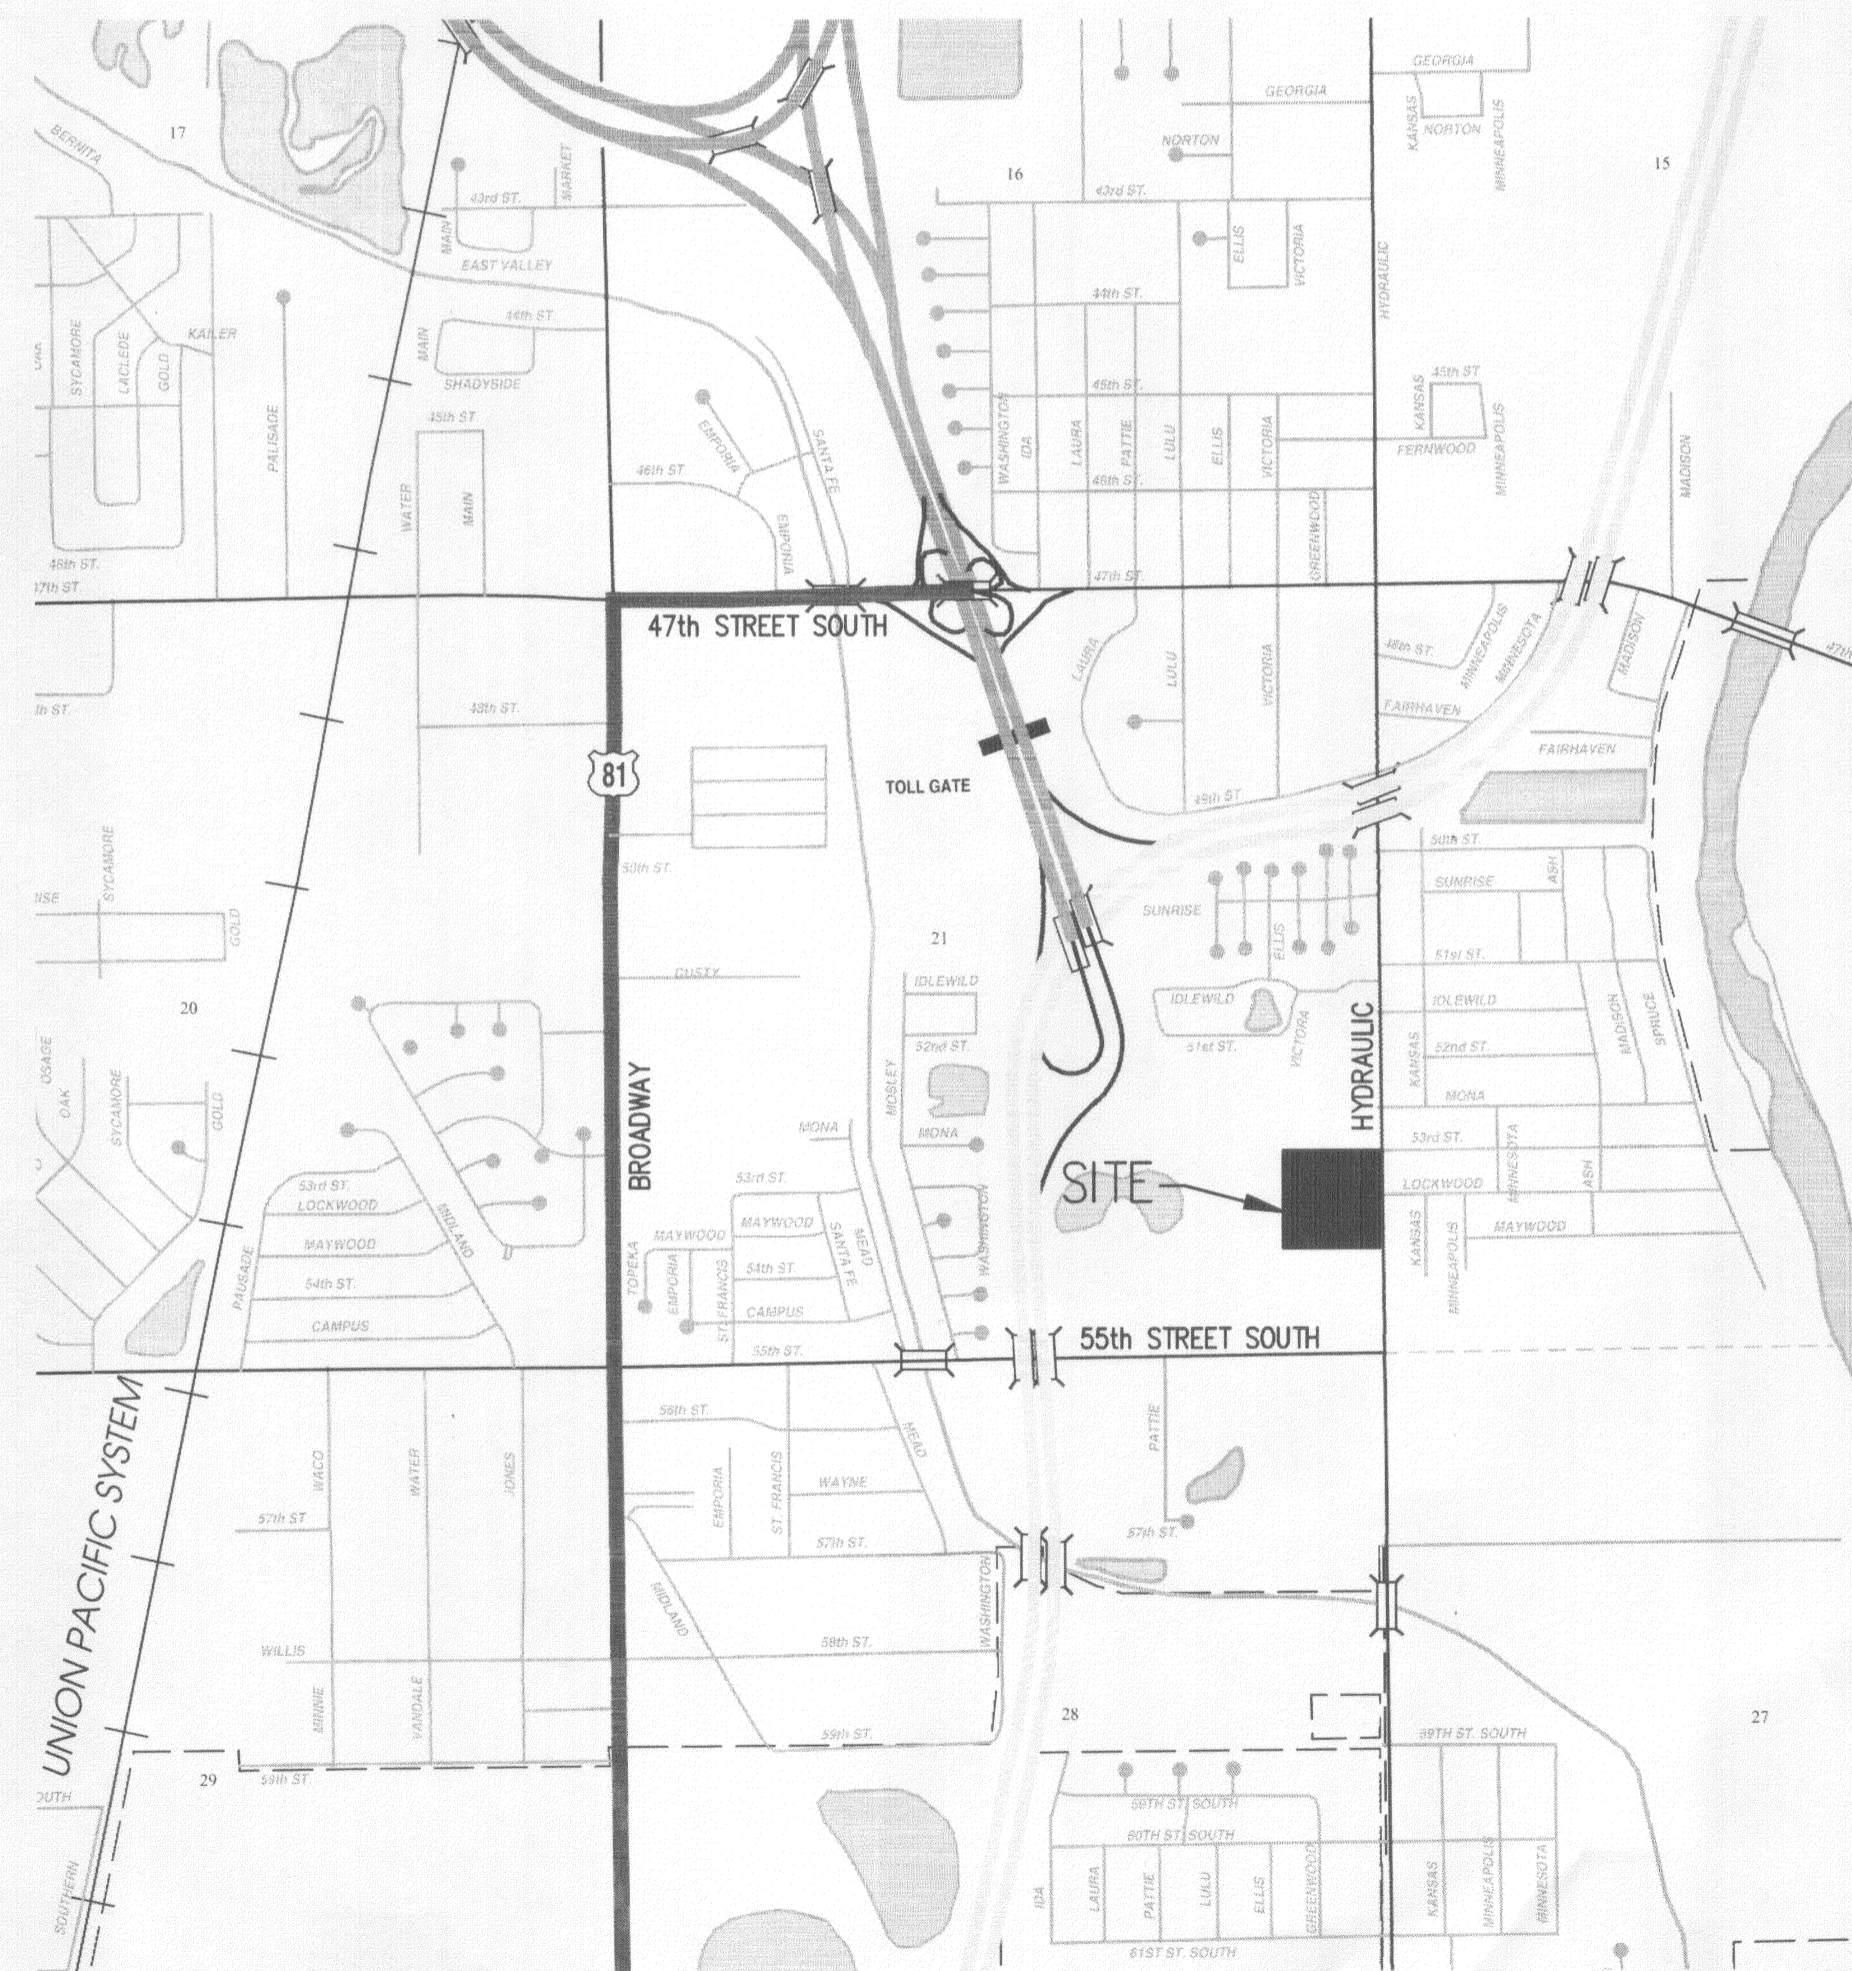 17
BERNITA
MARKET
43rd ST.
MAIN
EAST VALLEY
16
NORTON
GEORGIA
43rd ST.
ELLIS
VICTORIA
HYDRAULIC
GEORGIA
KANSAS
NORTON
MINNEAPOLIS
15
SYCAMORE
LACLEDE
GOLD
KAILER
PALISADE
MAIN
44th ST.
SHADYSIDE
45th ST.
WATER
MAIN
46th ST.
47th ST.
EMPORIA
SANTA FE
46th ST.
EMPORIA
44th ST.
45th ST.
WASHINGTON
IDA
LAURA
PATTIE
LULU
ELLIS
VICTORIA
46th ST.
GREENWOOD
47th ST.
45th ST
KANSAS
FERNWOOD
MINNEAPOLIS
MADISON
47th STREET SOUTH
48th ST.
81
TOLL GATE
LAURA
LULU
VICTORIA
49th ST.
48th ST.
MINNEAPOLIS
MINNESOTA
MADISON
FAIRHAVEN
FAIRHAVEN
50th ST.
SYCAMORE
GOLD
20
21
SUNRISE
ELLIS
IDLEWILD
51st ST.
VICTORIA
50th ST.
SUNRISE
ASH
51st ST.
IDLEWILD
52nd ST.
KANSAS
MADISON
SPRUCE
MONA
53rd ST.
MINNESOTA
ASH
LOCKWOOD
KANSAS
MINNEAPOLIS
MAYWOOD
HYDRAULIC
SITE
BROADWAY
IDLEWILD
52nd ST.
MOSLEY
MONA
MONA
53rd ST.
MAYWOOD
MAYWOOD
TOPEKA
EMPORIA
ST. FRANCIS
54th ST.
CAMPUS
SANTA FE
MEAD
WASHINGTON
55th ST.
OSAGE
OAK
SYCAMORE
GOLD
53rd ST.
LOCKWOOD
MAYWOOD
54th ST.
CAMPUS
MIDLAND
55th STREET SOUTH
UNION PACIFIC SYSTEM
WACO
WATER
JONES
57th ST.
56th ST.
MEAD
EMPORIA
ST. FRANCIS
WAYNE
57th ST.
MIDLAND
WASHINGTON
PATTIE
57th ST.
WILLIS
MINNIE
VANDALE
58th ST.
59th ST.
28
27
29
59th ST
SOUTHERN
59TH ST. SOUTH
59TH ST. SOUTH
60TH ST. SOUTH
IDA
LAURA
PATTIE
LULU
ELLIS
GREENWOOD
KANSAS
MINNEAPOLIS
MINNESOTA
61ST ST. SOUTH